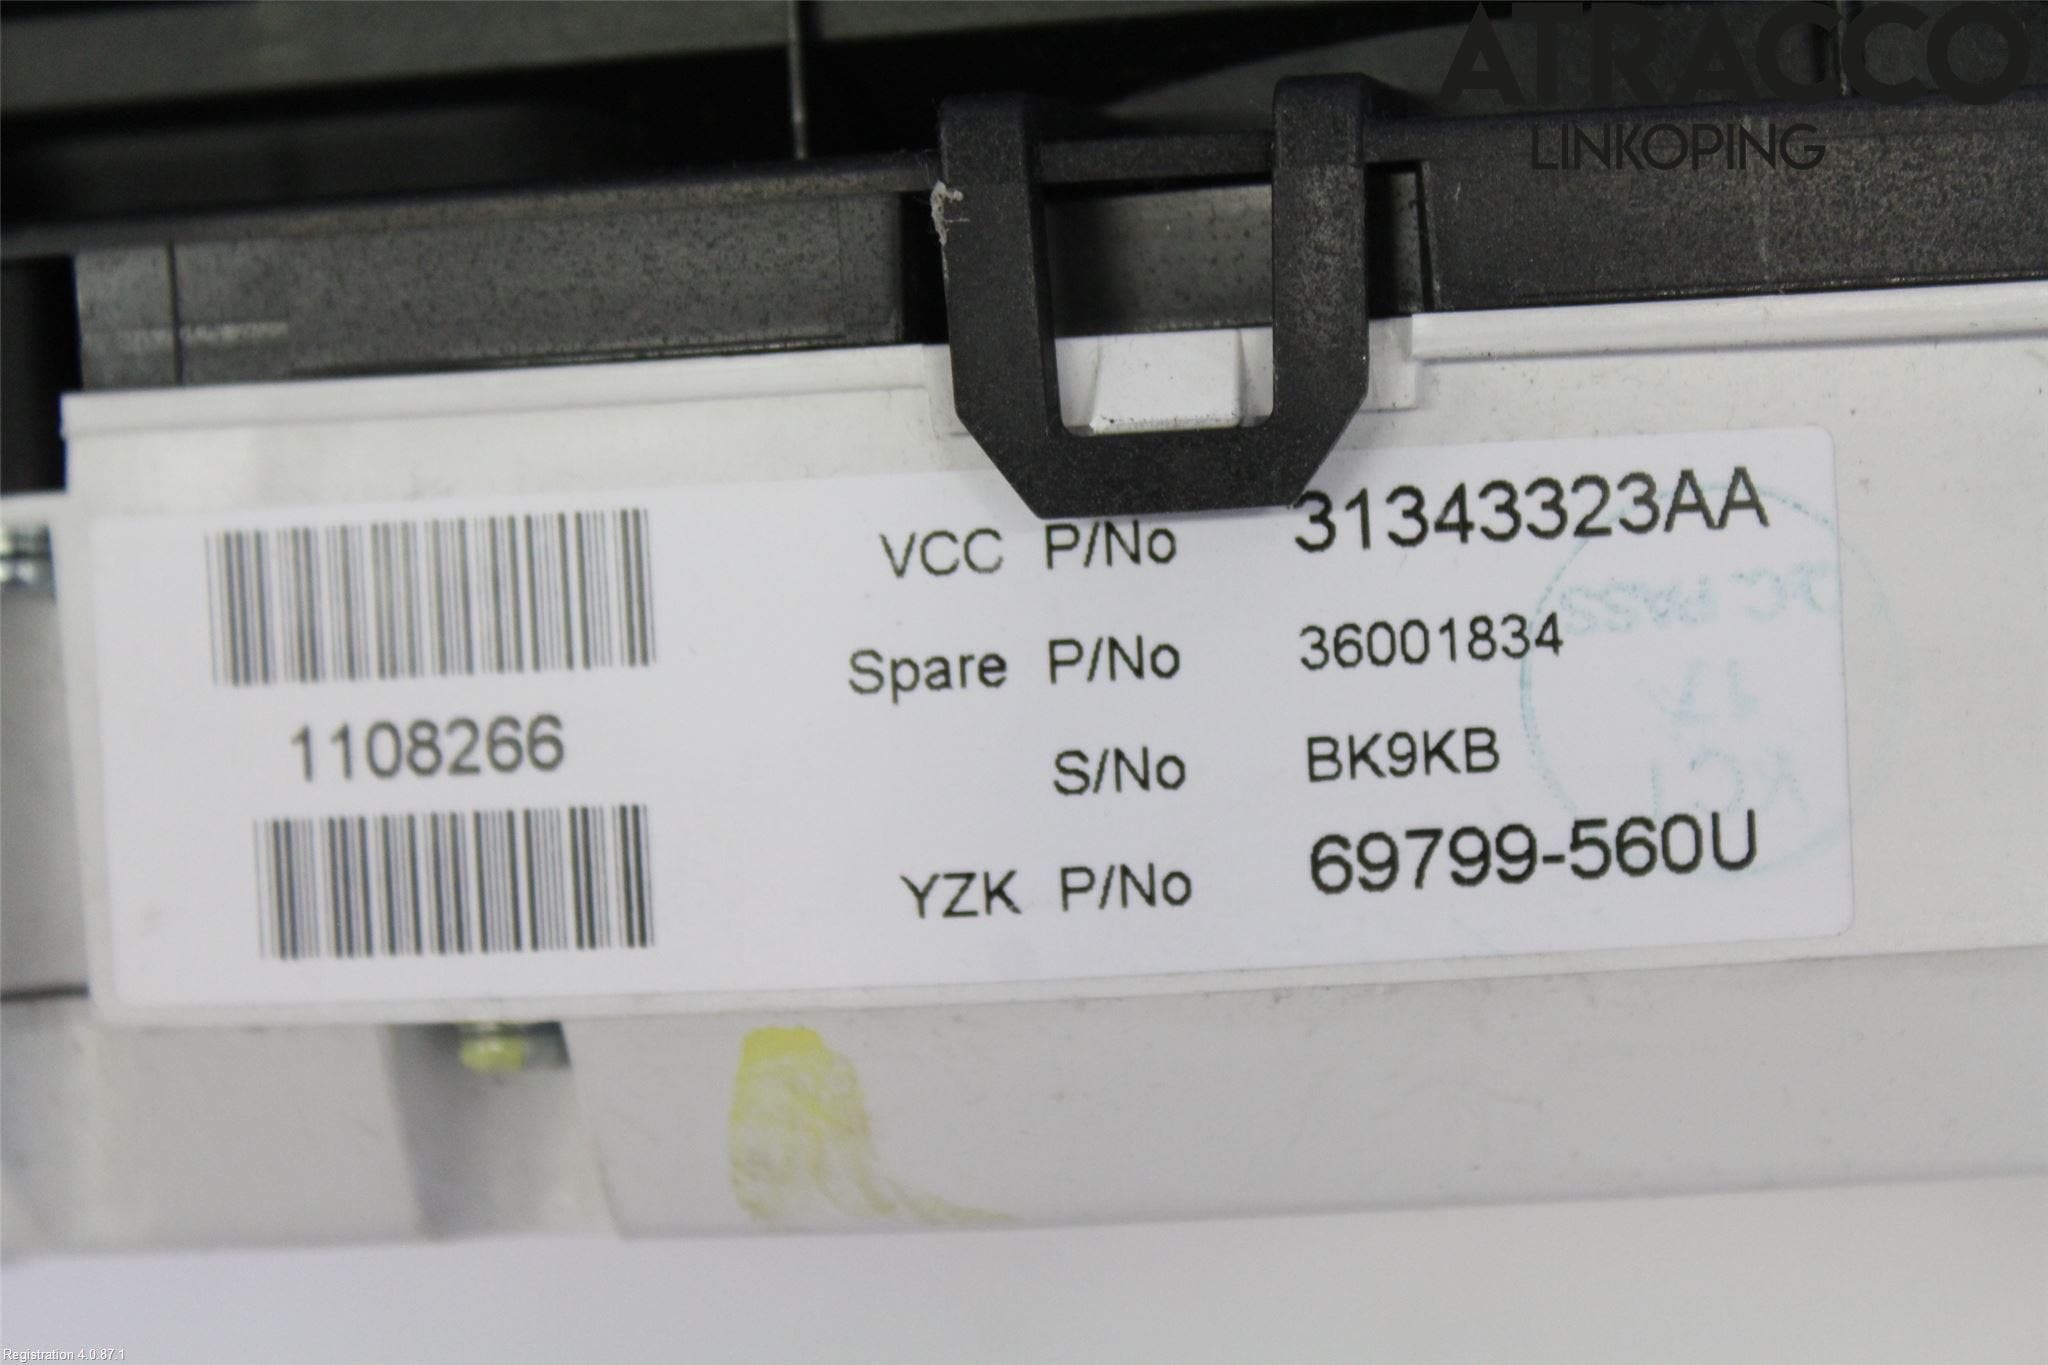 ATRACCO
LINKOPING
VCC P/No 31343323AA
Spare P/No 36001834
1108266
S/No BK9KB
YZK P/No 69799-560U
Registration 4.0.87.1